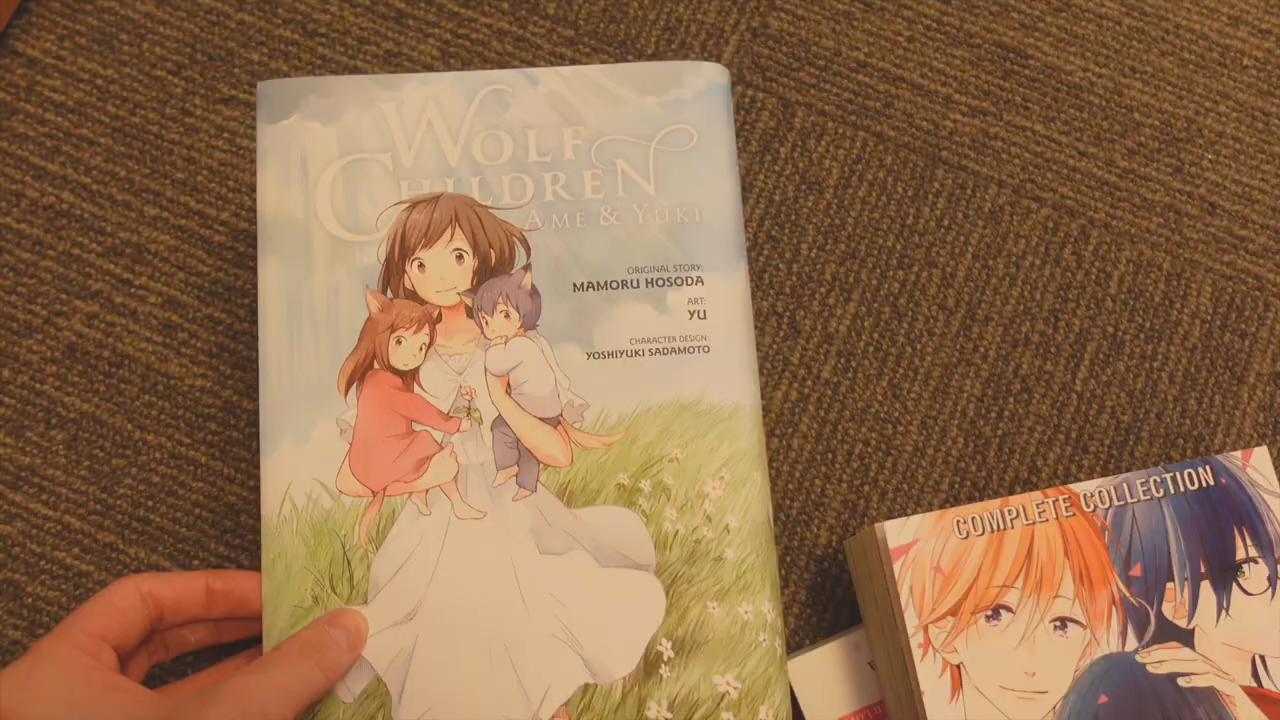 WOLF
CHILDREN
AME & YUKI
ORIGINAL STORY:
MAMORU HOSODA
ART:
YU
CHARACTER DESIGN:
YOSHIYUKI SADAMOTO
COMPLETE COLLECTION